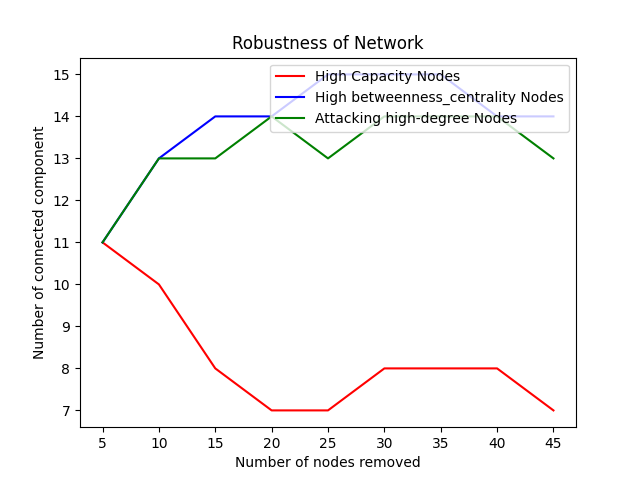 Robustness of Network
High Capacity Nodes
High betweenness_centrality Nodes
Attacking high-degree Nodes
Number of connected component
15
14
13
12
11
10
9
8
7
5 10 15 20 25 30 35 40 45
Number of nodes removed